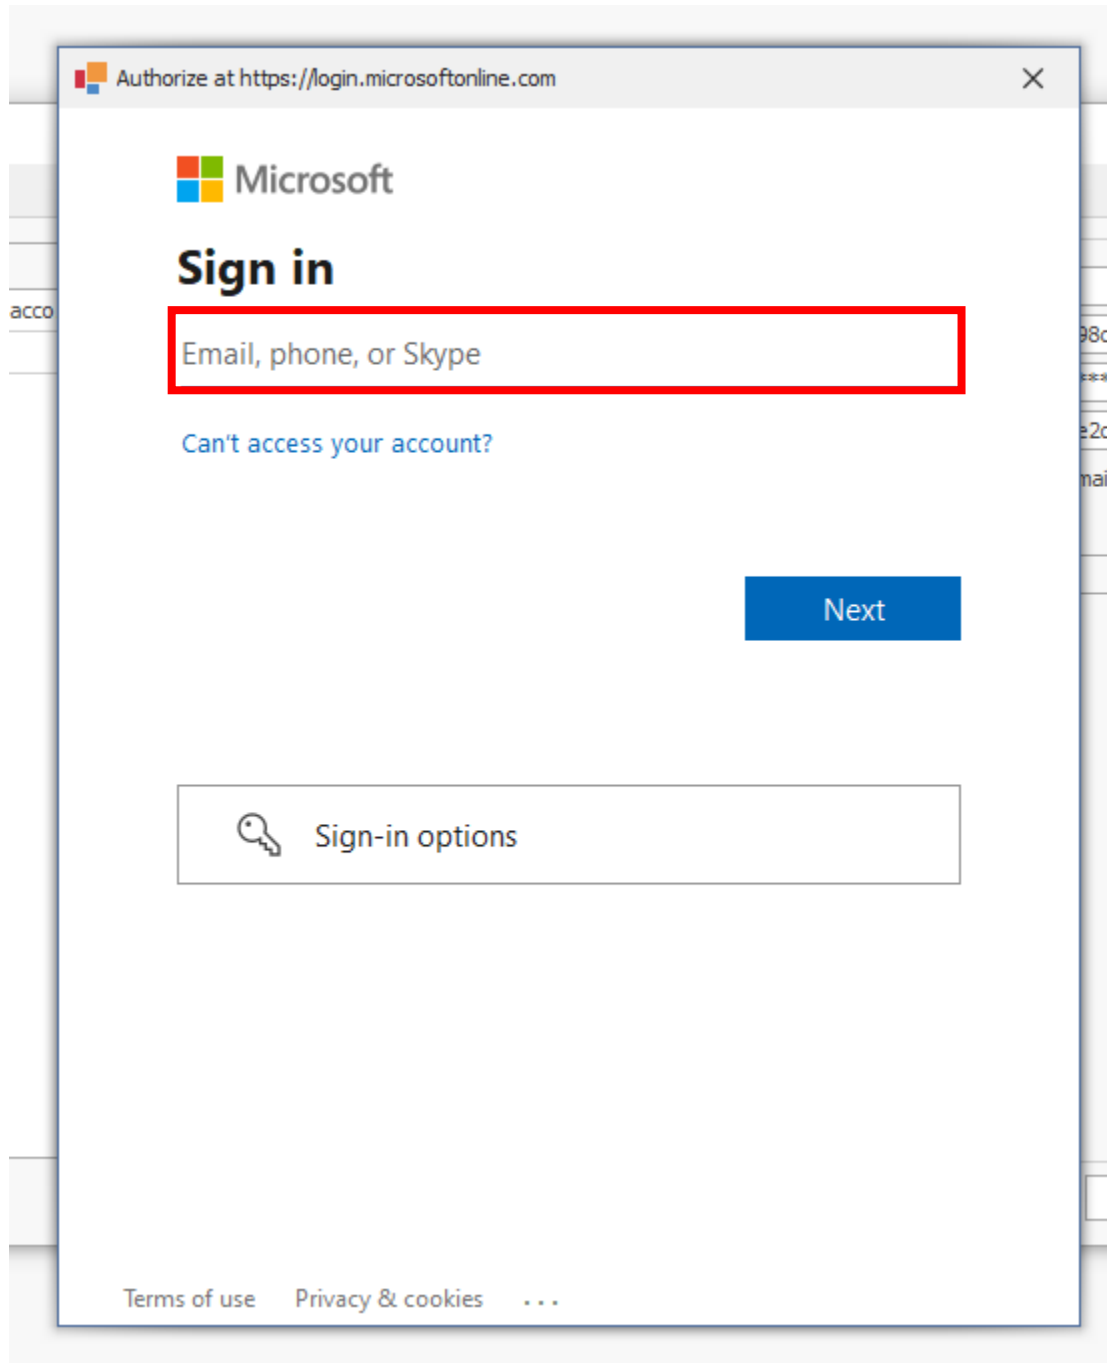 Authorize at https://login.microsoftonline.com
Microsoft
Sign in
acco
Email, phone, or Skype
Can't access your account?
Next
Sign-in options
Terms of use Privacy & cookies ...